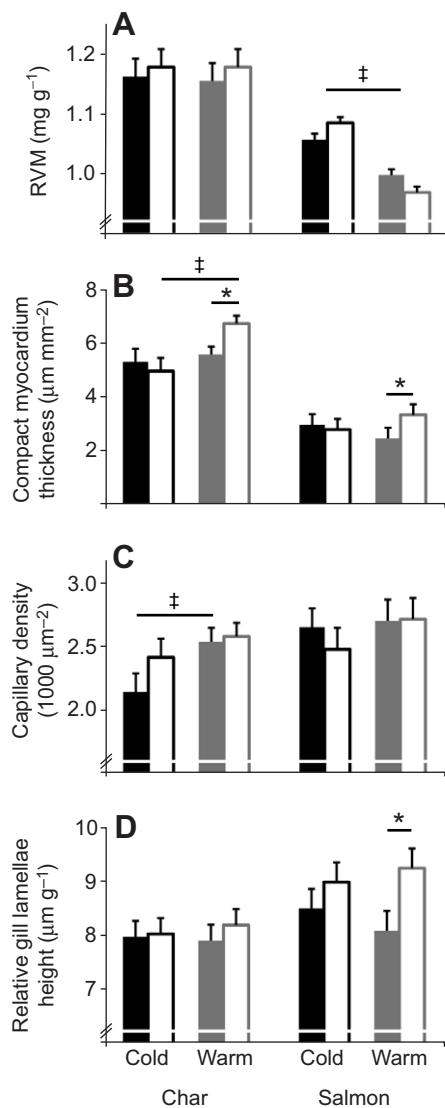 A
RVM (mg g⁻¹)
1.2
1.1
1.0
‡
B
Compact myocardium
thickness (μm mm⁻²)
8
6
4
2
‡
*
*
C
Capillary density
(1000 μm⁻²)
3.0
2.5
2.0
‡
D
Relative gill lamellae
height (μm g⁻¹)
10
9
8
7
*
Cold Warm Cold Warm
Char Salmon